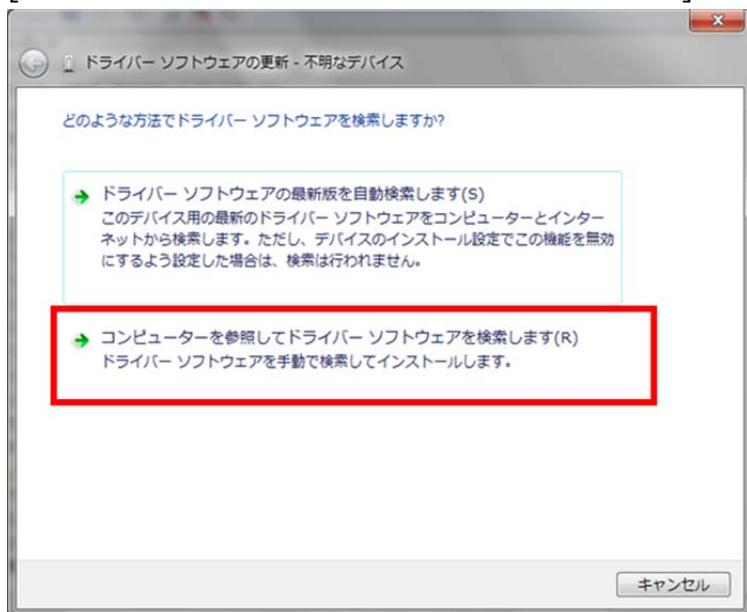 ドライバー ソフトウェアの更新 - 不明なデバイス
どのような方法でドライバー ソフトウェアを検索しますか?
ドライバー ソフトウェアの最新版を自動検索します(S)
このデバイス用の最新のドライバー ソフトウェアをコンピューターとインター
ネットから検索します。ただし、デバイスのインストール設定でこの機能を無効
にするよう設定した場合は、検索は行われません。
コンピューターを参照してドライバー ソフトウェアを検索します(R)
ドライバー ソフトウェアを手動で検索してインストールします。
キャンセル